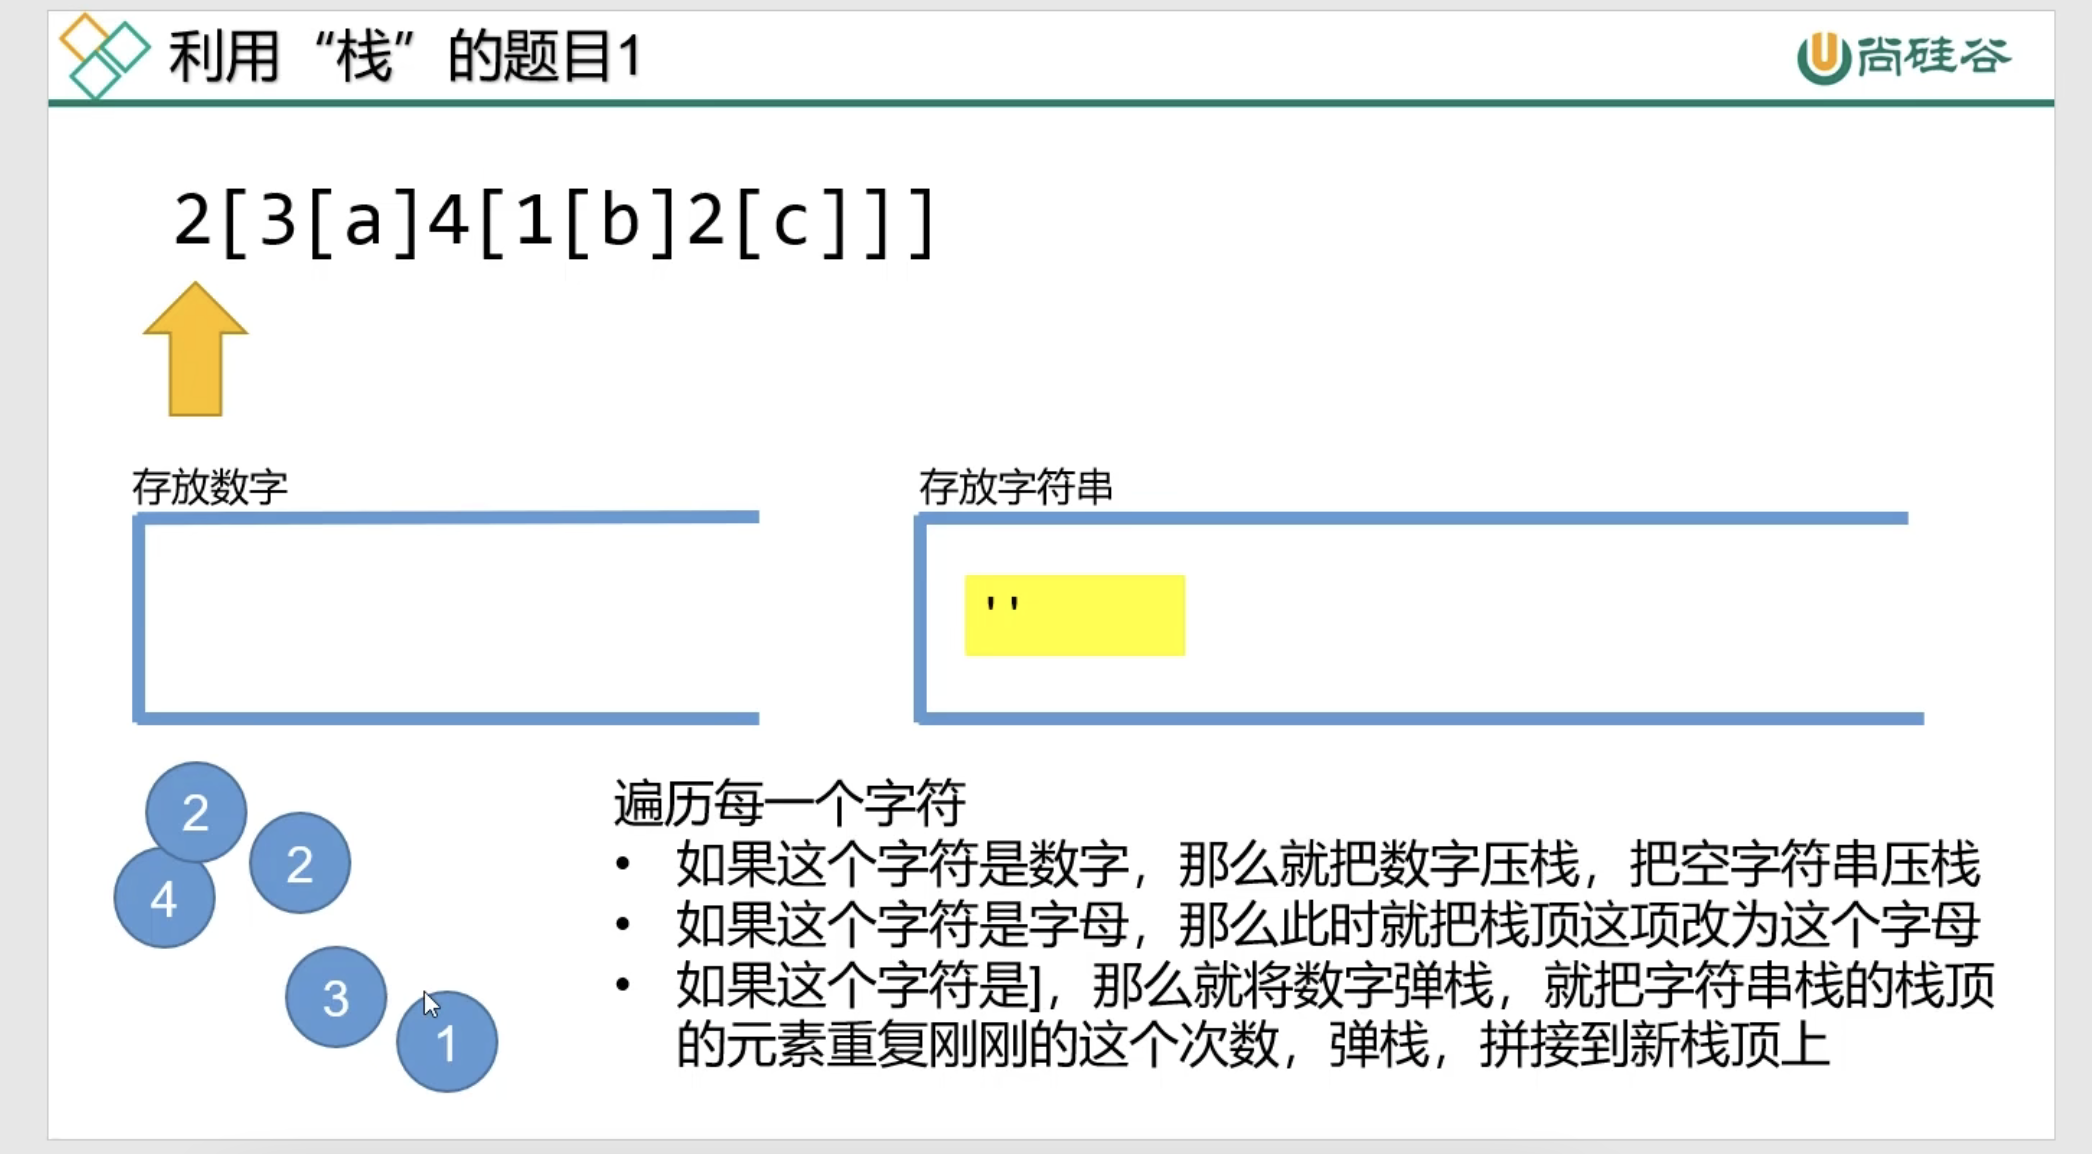 利用“栈”的题目1
尚硅谷
2[3[a]4[1[b]2[c]]]
存放数字
存放字符串
''
2
2
4
3
1
遍历每一个字符
• 如果这个字符是数字，那么就把数字压栈，把空字符串压栈
• 如果这个字符是字母，那么此时就把栈顶这项改为这个字母
• 如果这个字符是]，那么就将数字弹栈，就把字符串栈的栈顶
的元素重复刚刚的这个次数，弹栈，拼接到新栈顶上